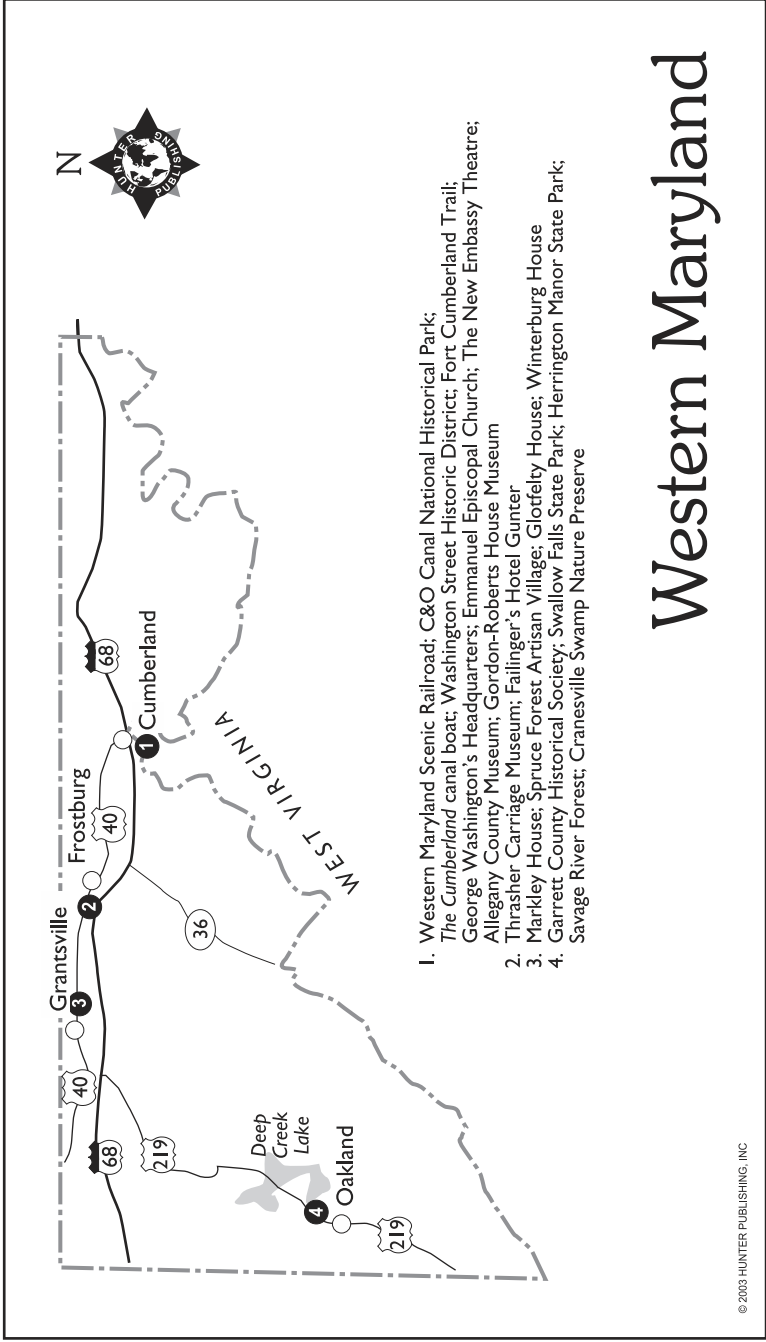 N
HUNTER
PUBLISHING
68
Cumberland
1
Frostburg
40
2
Grantsville
3
40
68
36
WEST VIRGINIA
219
Deep
Creek
Lake
4
Oakland
219
1. Western Maryland Scenic Railroad; C&O Canal National Historical Park;
The Cumberland canal boat; Washington Street Historic District; Fort Cumberland Trail;
George Washington's Headquarters; Emmanuel Episcopal Church; The New Embassy Theatre;
Allegany County Museum; Gordon-Roberts House Museum
2. Thrasher Carriage Museum; Failinger's Hotel Gunter
3. Markley House; Spruce Forest Artisan Village; Glotfelty House; Winterburg House
4. Garrett County Historical Society; Swallow Falls State Park; Herrington Manor State Park;
Savage River Forest; Cranesville Swamp Nature Preserve
Western Maryland
© 2003 HUNTER PUBLISHING, INC